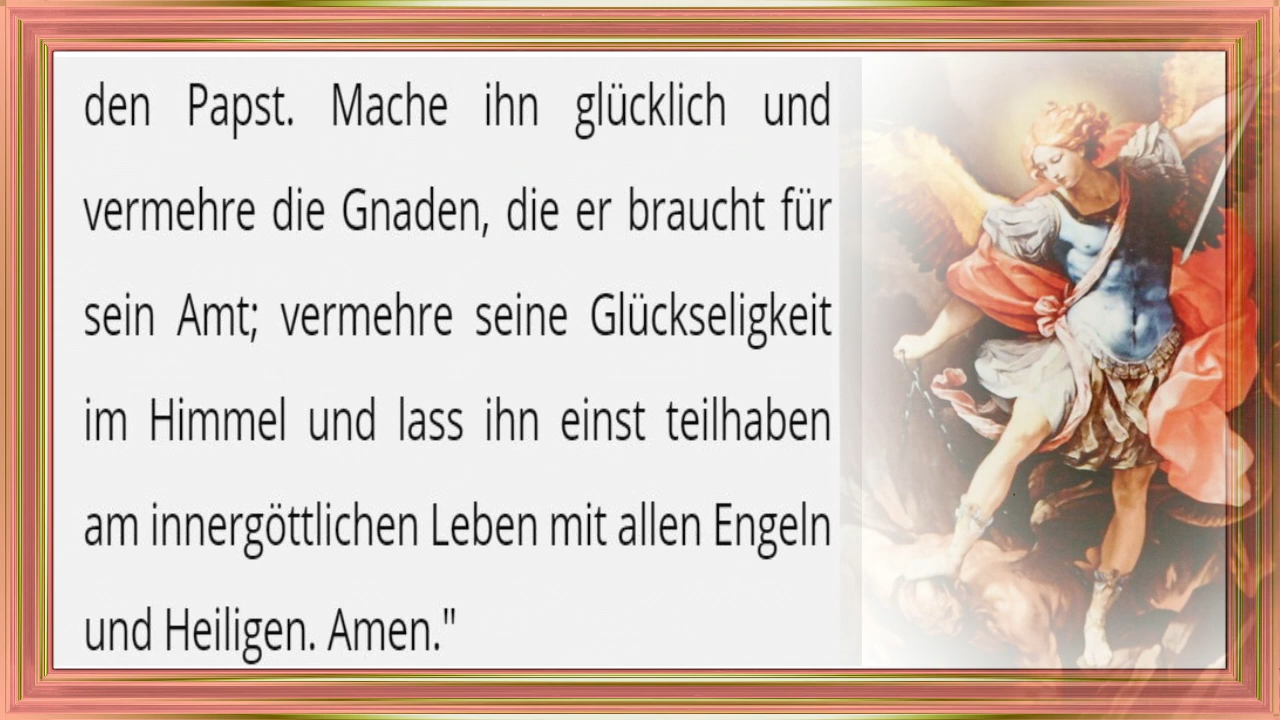 den Papst. Mache ihn glücklich und
vermehre die Gnaden, die er braucht für
sein Amt; vermehre seine Glückseligkeit
im Himmel und lass ihn einst teilhaben
am innergöttlichen Leben mit allen Engeln
und Heiligen. Amen."